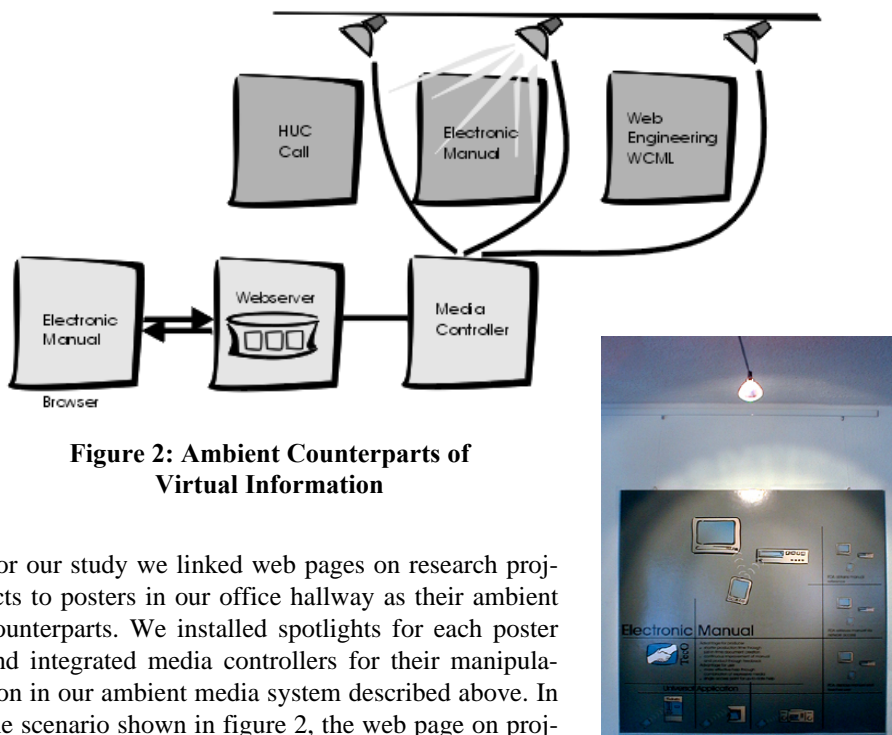 HUC
Call
Electronic
Manual
Web
Engineering
WCML
Electronic
Manual
Browser
Webserver
Media
Controller
Figure 2: Ambient Counterparts of
Virtual Information
or our study we linked web pages on research proj-
cts to posters in our office hallway as their ambient
ounterparts. We installed spotlights for each poster
nd integrated media controllers for their manipula-
on in our ambient media system described above. In
e scenario shown in figure 2, the web page on proj-
Electronic Manual
TecO
Universal Application